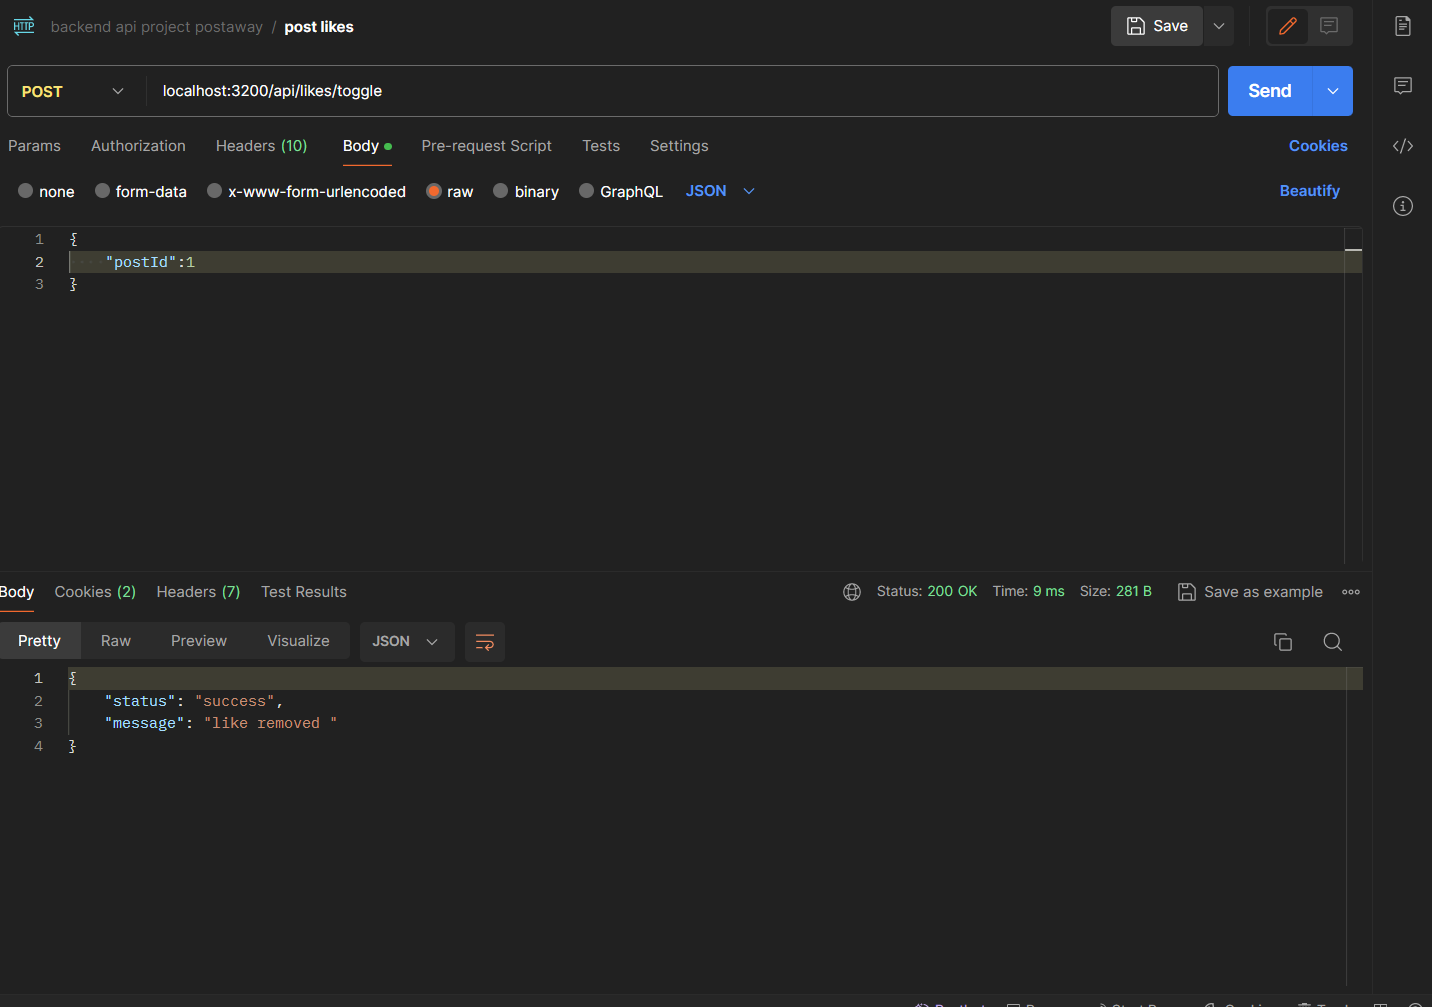 HTTP backend api project postaway / post likes Save
POST localhost:3200/api/likes/toggle Send
Params Authorization Headers (10) Body Pre-request Script Tests Settings Cookies
none form-data x-www-form-urlencoded raw binary GraphQL JSON Beautify
1 {
2 "postId":1
3 }
Body Cookies (2) Headers (7) Test Results Status: 200 OK Time: 9 ms Size: 281 B Save as example
Pretty Raw Preview Visualize JSON
1 {
2 "status": "success",
3 "message": "like removed "
4 }